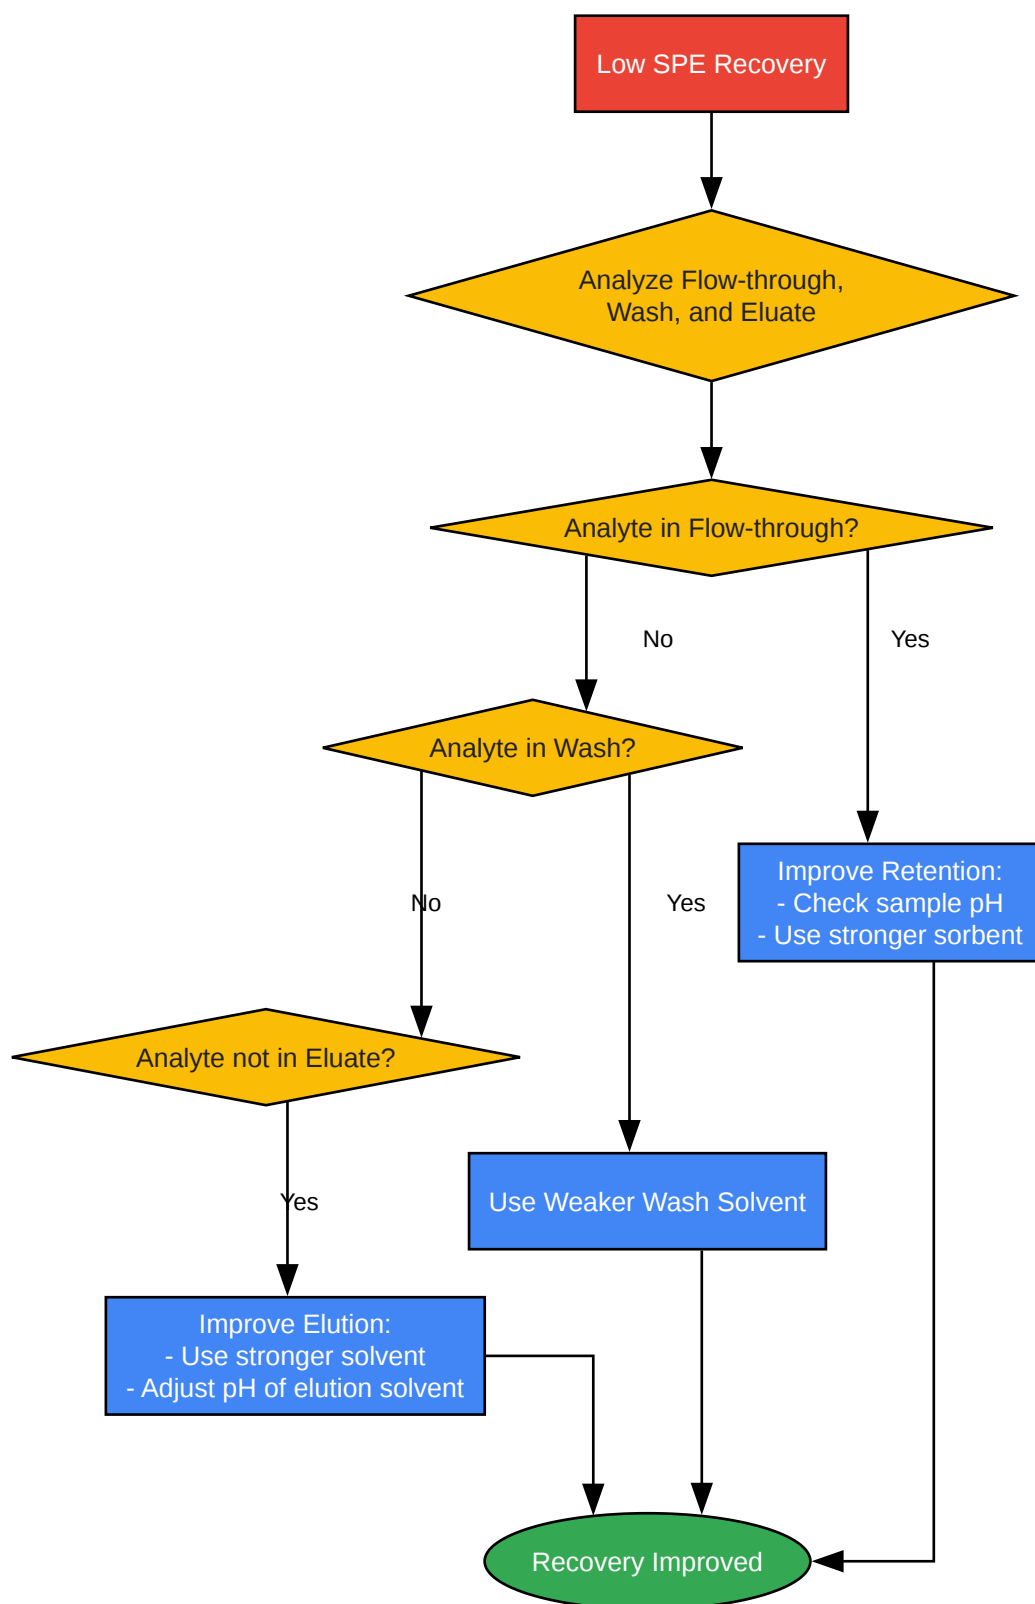 Low SPE Recovery
Analyze Flow-through,
Wash, and Eluate
Analyte in Flow-through?
No
Yes
Analyte in Wash?
Improve Retention:
- Check sample pH
- Use stronger sorbent
No
Yes
Analyte not in Eluate?
Yes
Use Weaker Wash Solvent
Improve Elution:
- Use stronger solvent
- Adjust pH of elution solvent
Recovery Improved